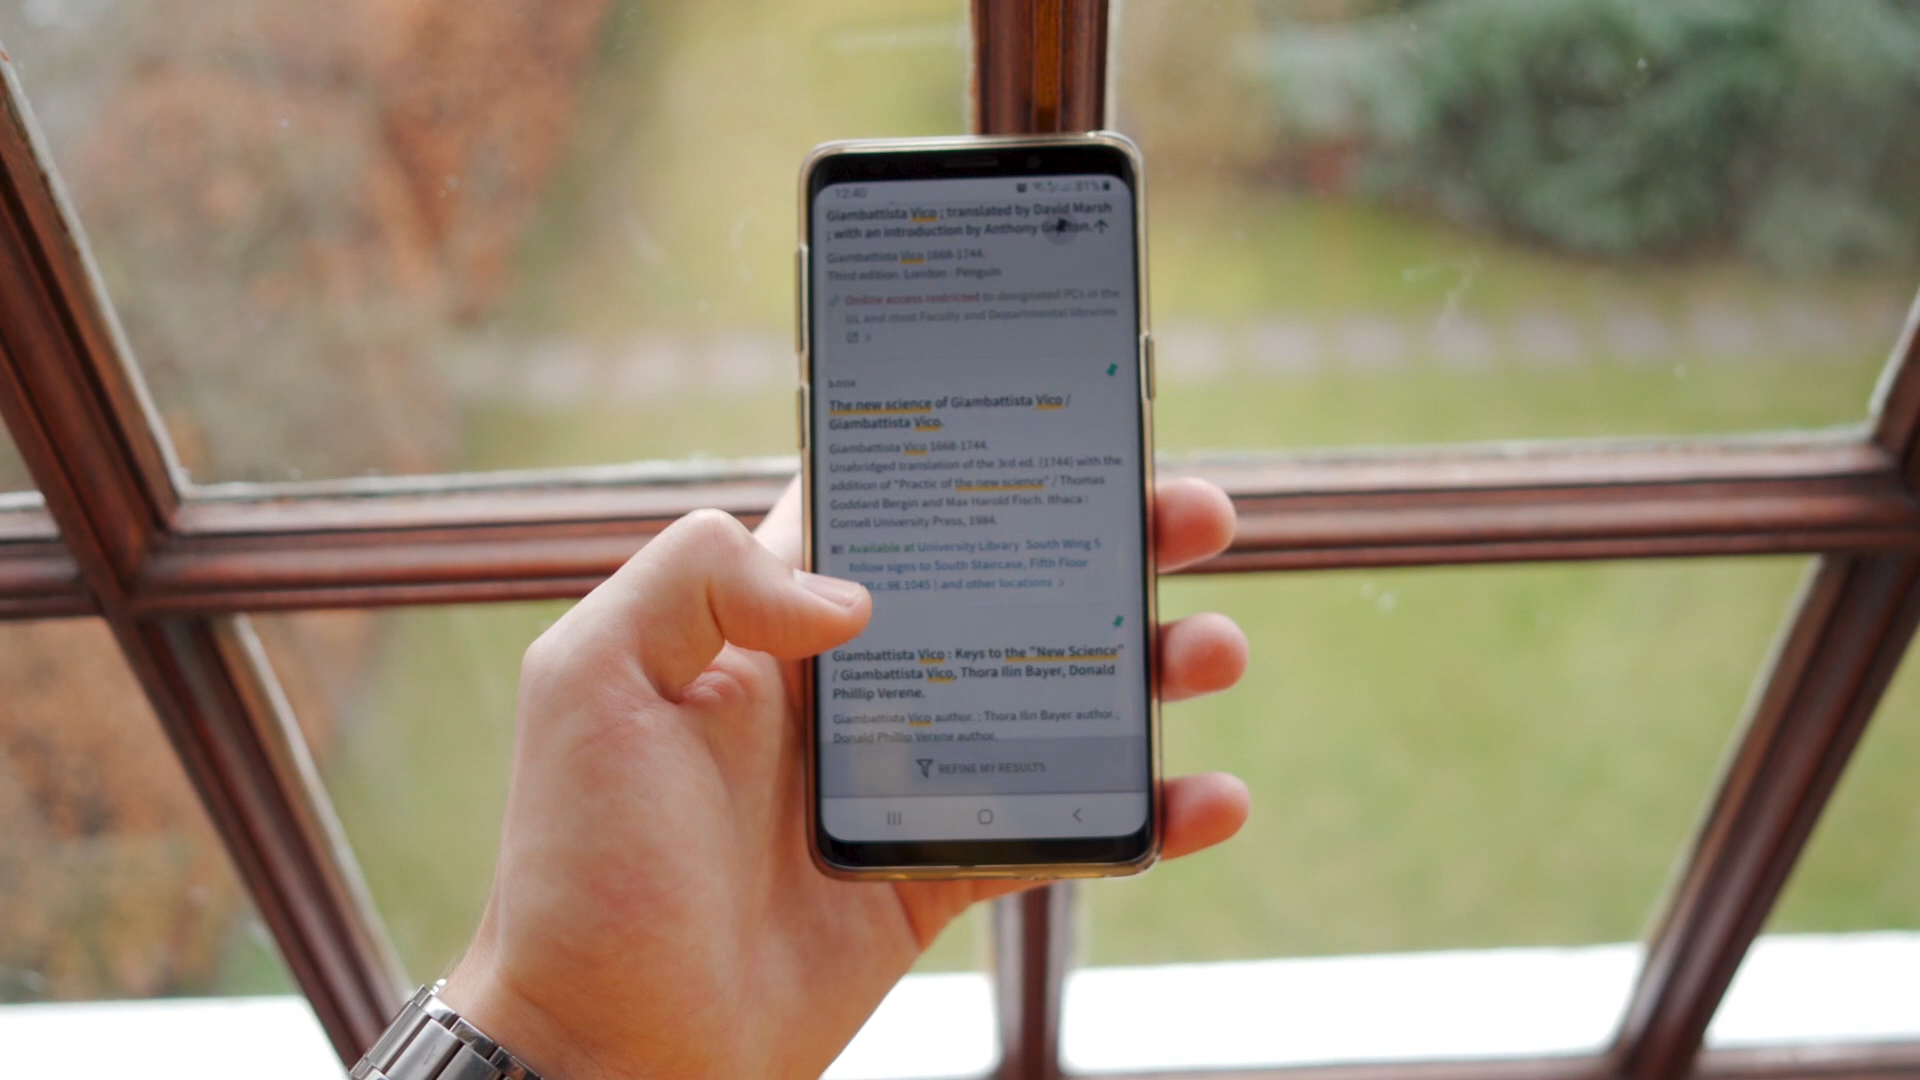 12:40 81%
Giambattista Vico ; translated by David Marsh
; with an introduction by Anthony
Giambattista Vico 1668-1744.
Third edition. London : Penguin
Online access restricted to designated PCs in the
UL and most Faculty and Departmental libraries
>
BOOK
The new science of Giambattista Vico /
Giambattista Vico.
Giambattista Vico 1668-1744.
Unabridged translation of the 3rd ed. (1744) with the
addition of "Practic of the new science" / Thomas
Goddard Bergin and Max Harold Fisch. Ithaca :
Cornell University Press, 1984.
Available at University Library South Wing 5
follow signs to South Staircase, Fifth Floor
00.c.98.1045 ) and other locations >
Giambattista Vico : Keys to the "New Science"
/ Giambattista Vico, Thora Ilin Bayer, Donald
Phillip Verene.
Giambattista Vico author. ; Thora Ilin Bayer author.;
Donald Phillip Verene author.
REFINE MY RESULTS